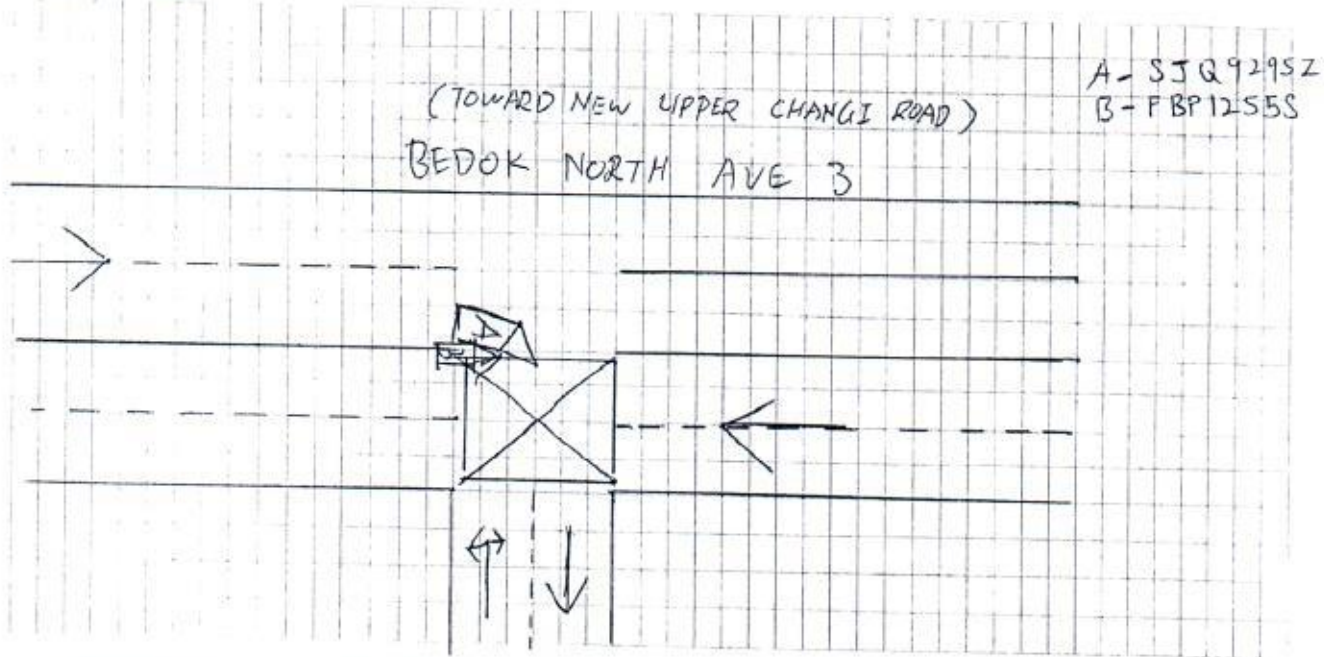 A - SJQ9295Z
B - FBP1255S
(TOWARD NEW UPPER CHANGI ROAD)
BEDOK NORTH AVE 3
A
B